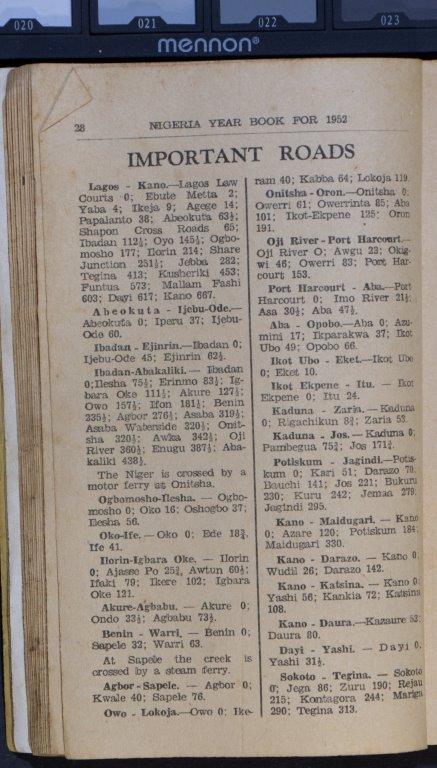 020
021
022
023
mennon®
28
NIGERIA YEAR BOOK FOR 1952
IMPORTANT ROADS
Lagos - Kano.—Lagos Law
Courts 0; Ebute Metta 2;
Yaba 4; Ikeja 9; Agege 14;
Papalanto 38; Abeokuta 63½;
Shapon Cross Roads 65;
Ibadan 112½; Oyo 145½; Ogbo-
mosho 177; Ilorin 214; Share
Junction 251½; Jebba 282;
Tegina 413; Kusheriki 453;
Funtua 573; Mallam Fashi
603; Dayi 617; Kano 667.
Abeokuta - Ijebu-Ode.—
Abeokuta 0; Iperu 37; Ijebu-
Ode 60.
Ibadan - Ejinrin.—Ibadan 0;
Ijebu-Ode 45; Ejinrin 62½.
Ibadan-Abakaliki.— Ibadan
0; Ilesha 75½; Erinmo 83½; Ig-
bara Oke 111½; Akure 127½;
Owo 157½; Ifon 181½; Benin
235½; Agbor 276½; Asaba 319½;
Asaba Waterside 320½; Onit-
sha 320½; Awka 342½; Oji
River 360½; Enugu 387½; Aba-
kaliki 438½.
The Niger is crossed by a
motor ferry at Onitsha.
Ogbomosho-Ilesha. — Ogbo-
mosho 0; Oko 16; Oshogbo 37;
Ilesha 56.
Oko-Ife. — Oko 0; Ede 18¾,
Ife 41.
Ilorin-Igbara Oke. — Ilorin
0; Ajasse Po 25¾, Awtun 60½;
Ifaki 79; Ikere 102; Igbara
Oke 121.
Akure-Agbabu. — Akure 0;
Ondo 33½; Agbabu 73½.
Benin - Warri, — Benin 0;
Sapele 32; Warri 63.
At Sapele the creek is
crossed by a steam ferry.
Agbor-Sapele. — Agbor 0;
Kwale 40; Sapele 76.
Owo - Lokoja.—Owo 0; Ike-
ram 40; Kabba 64; Lokoja 119.
Onitsha - Oron.—Onitsha 0;
Owerri 61; Owerrinta 85; Aba
101; Ikot-Ekpene 125; Oron
191.
Oji River - Port Harcourt.—
Oji River O; Awgu 23; Okig-
wi 46; Owerri 83; Port Har-
court 153.
Port Harcourt - Aba.—Port
Harcourt 0; Imo River 21½;
Asa 30½; Aba 47½.
Aba - Opobo.—Aba 0; Azu-
mini 17; Ikparakwa 37; Ikot
Ubo 49; Opobo 66.
Ikot Ubo - Eket.—Ikot Ubo
0; Eket 10.
Ikot Ekpene - Itu. — Ikot
Ekpene 0; Itu 24.
Kaduna - Zaria. — Kaduna
0; Rigachikun 8¾; Zaria 53.
Kaduna - Jos. — Kaduna 0;
Pambegua 75¾; Jos 171¾.
Potiskum - Jagindi.—Potis-
kum 0; Kari 51; Darazo 70;
Bauchi 141; Jos 221; Bukuru
230; Kuru 242; Jemaa 279;
Jagindi 295.
Kano - Maidugari. — Kano
0; Azare 120; Potiskum 184;
Maidugari 330.
Kano - Darazo. — Kano 0;
Wudil 26; Darazo 142.
Kano - Katsina. — Kano 0;
Yashi 56; Kankia 72; Katsina
108.
Kano - Daura.—Kazaure 53;
Daura 80.
Dayi - Yashi. — Dayi 0,
Yashi 31½.
Sokoto - Tegina. — Sokoto
0; Jega 86; Zuru 190; Rejau
215; Kontagora 244; Mariga
290; Tegina 313.